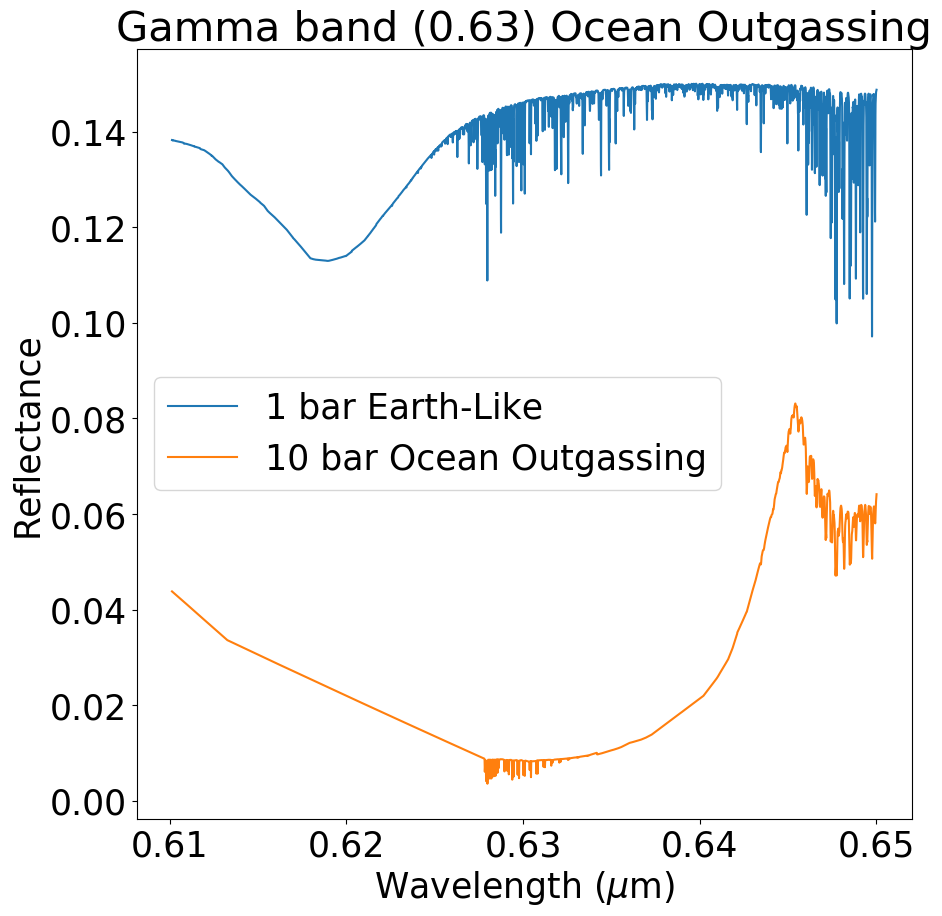 Gamma band (0.63) Ocean Outgassing
0.14
0.12
0.10
0.08
0.06
0.04
0.02
0.00
Reflectance
1 bar Earth-Like
10 bar Ocean Outgassing
0.61 0.62 0.63 0.64 0.65
Wavelength (μm)